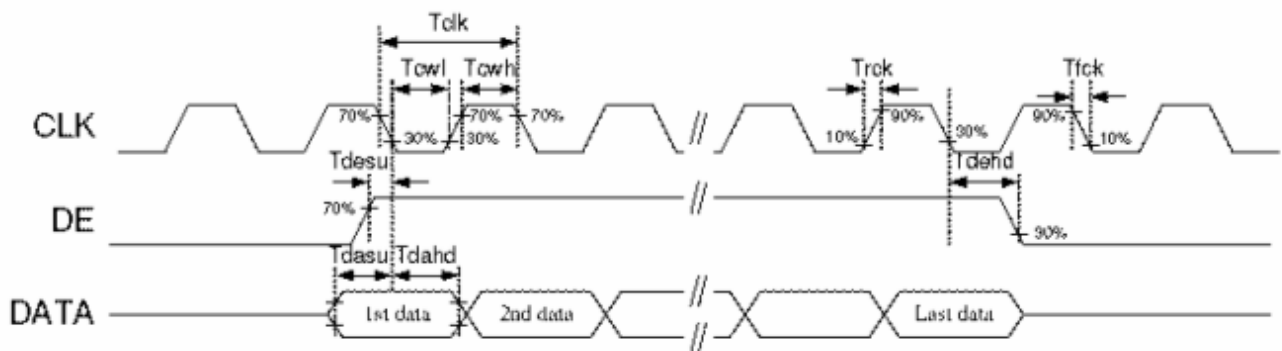 Tclk
Tcwl Tcwh Trck Tfck
CLK 70% 30% 30% 70% 70% 10% 90% 30% 90% 10%
Tdesu Tdehd
DE 70% 30%
Tdasu Tdahd
DATA 1st data 2nd data // Last data